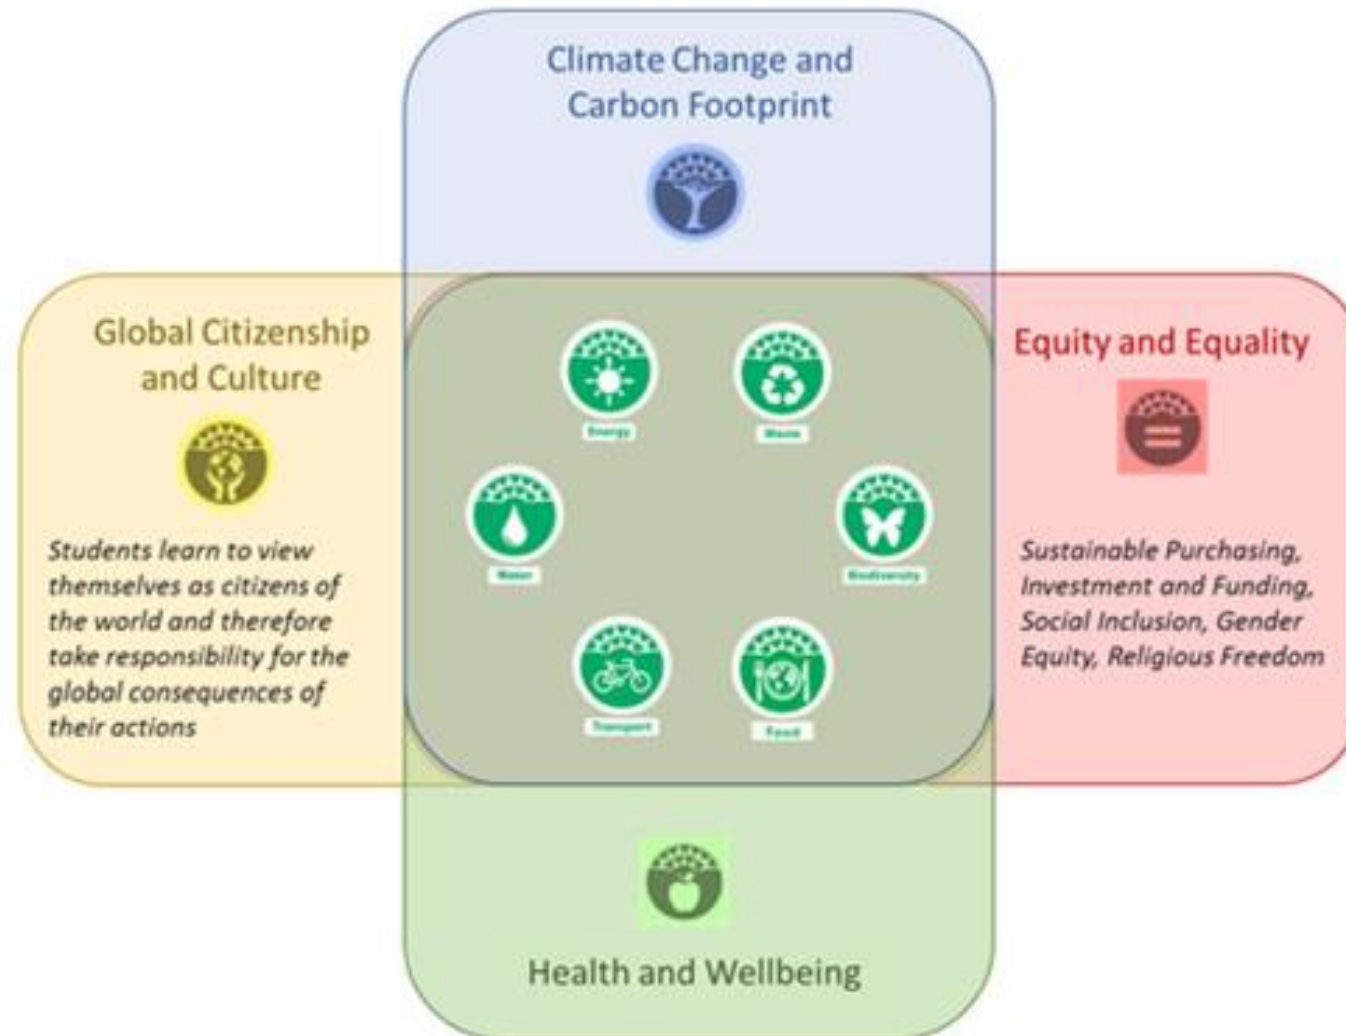 Climate Change and
Carbon Footprint
Global Citizenship
and Culture
Students learn to view
themselves as citizens of
the world and therefore
take responsibility for the
global consequences of
their actions
Energy
Waste
Water
Biodiversity
Transport
Food
Equity and Equality
Sustainable Purchasing,
Investment and Funding,
Social Inclusion, Gender
Equity, Religious Freedom
Health and Wellbeing